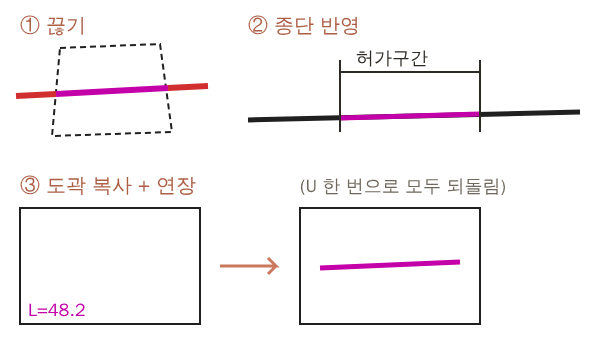 ① 끊기
② 종단 반영
허가구간
③ 도곽 복사 + 연장
(U 한 번으로 모두 되돌림)
L=48.2